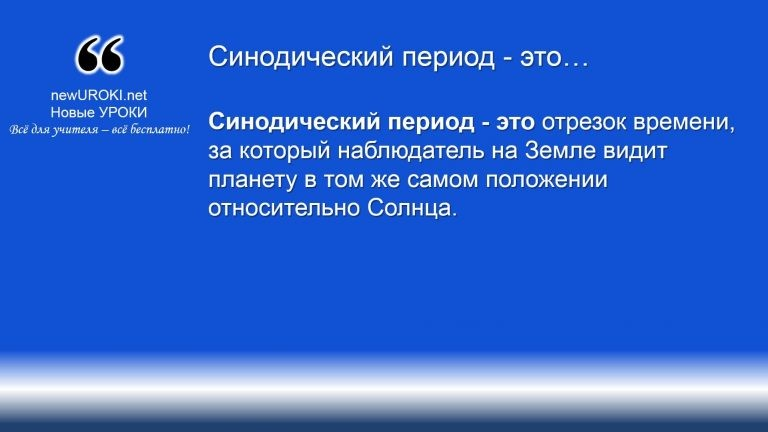 ❝
newUROKI.net
Новые УРОКИ
Всё для учителя – всё бесплатно!
Синодический период - это…
Синодический период - это отрезок времени,
за который наблюдатель на Земле видит
планету в том же самом положении
относительно Солнца.